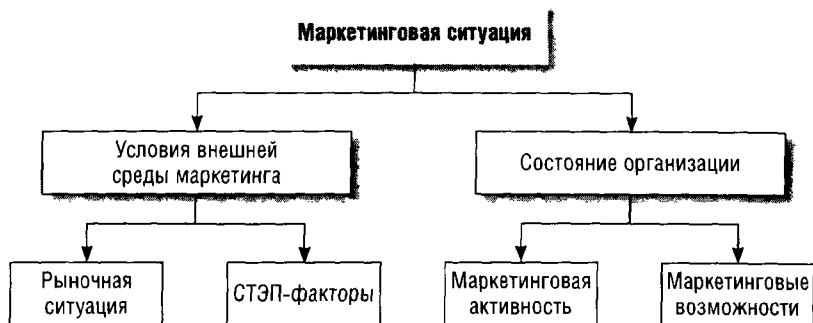 Маркетинговая ситуация
Условия внешней
среды маркетинга
Состояние организации
Рыночная
ситуация
СТЭП-факторы
Маркетинговая
активность
Маркетинговые
возможности